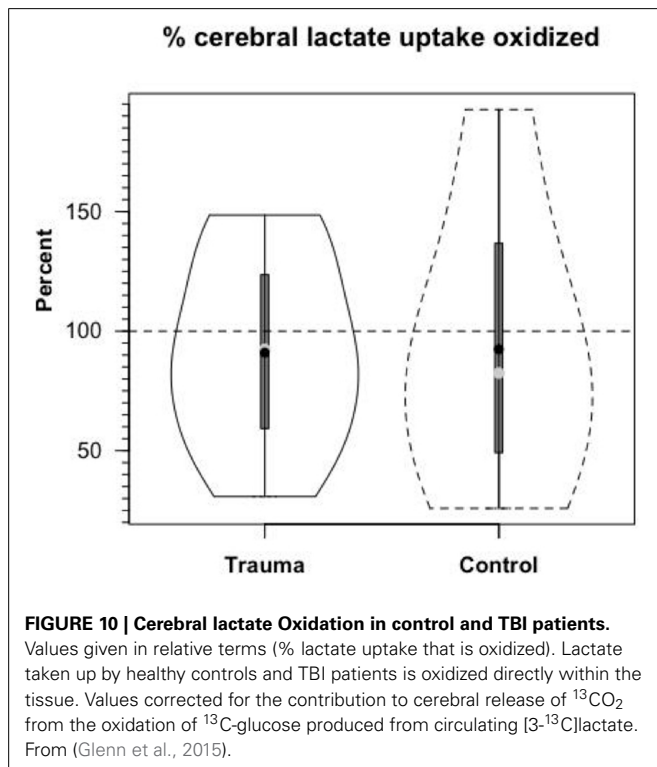 % cerebral lactate uptake oxidized
Percent
150
100
50
Trauma Control
FIGURE 10 | Cerebral lactate Oxidation in control and TBI patients.
Values given in relative terms (% lactate uptake that is oxidized). Lactate
taken up by healthy controls and TBI patients is oxidized directly within the
tissue. Values corrected for the contribution to cerebral release of ¹³CO₂
from the oxidation of ¹³C-glucose produced from circulating [3-¹³C]lactate.
From (Glenn et al., 2015).